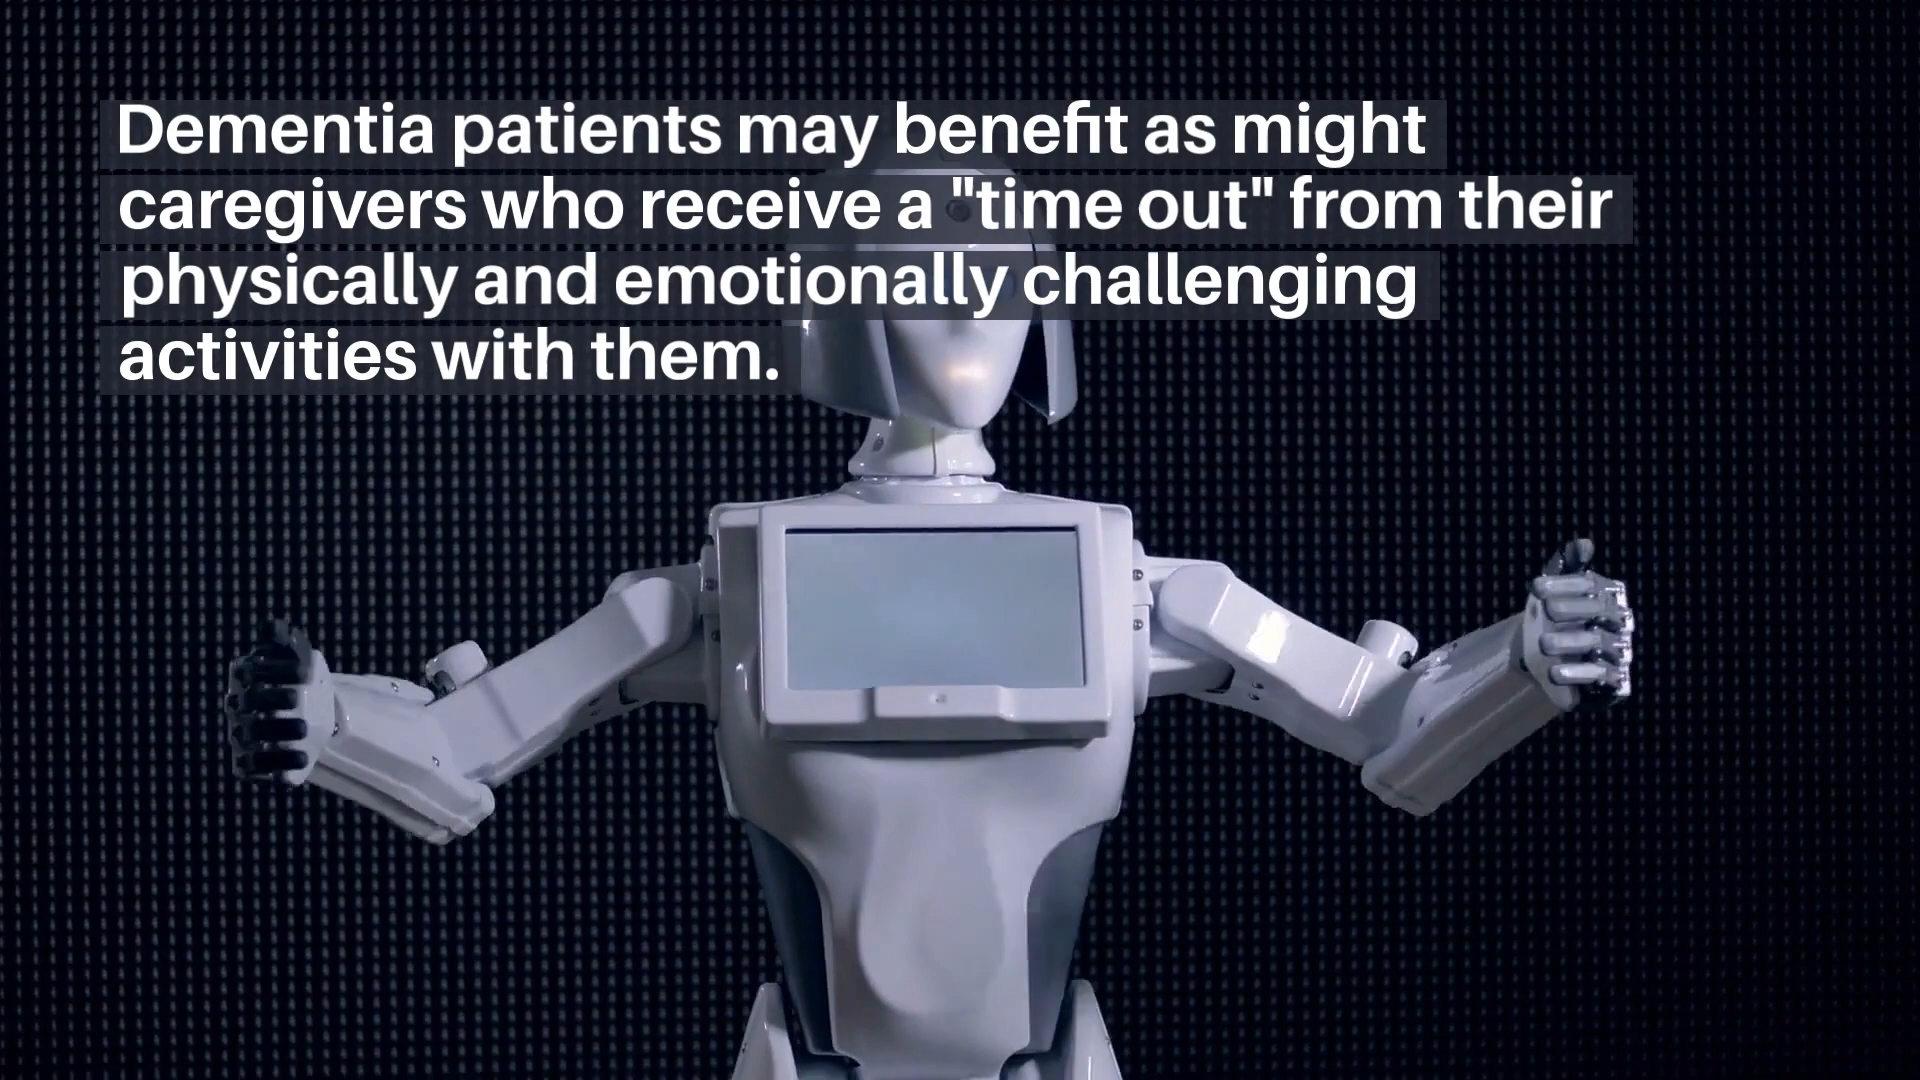 Dementia patients may benefit as might
caregivers who receive a "time out" from their
physically and emotionally challenging
activities with them.